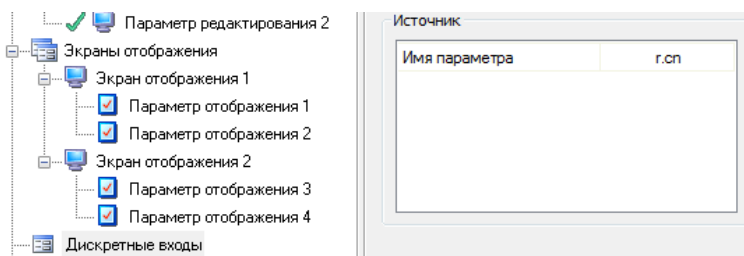 Параметр редактирования 2
Экраны отображения
Экран отображения 1
Параметр отображения 1
Параметр отображения 2
Экран отображения 2
Параметр отображения 3
Параметр отображения 4
Дискретные входы
Источник
Имя параметра r.cn